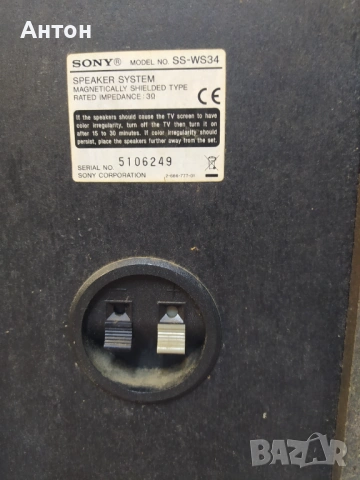 Антон
SONY® MODEL NO. SS-WS34
SPEAKER SYSTEM
MAGNETICALLY SHIELDED TYPE
RATED IMPEDANCE: 3Ω
CE
If the speakers should cause the TV screen to have
color irregularity, turn off the TV then turn it on
after 15 to 30 minutes. If color irregularity should
persist, place the speakers further away from the set.
SERIAL NO. 5106249
SONY CORPORATION
BAZAR
bg